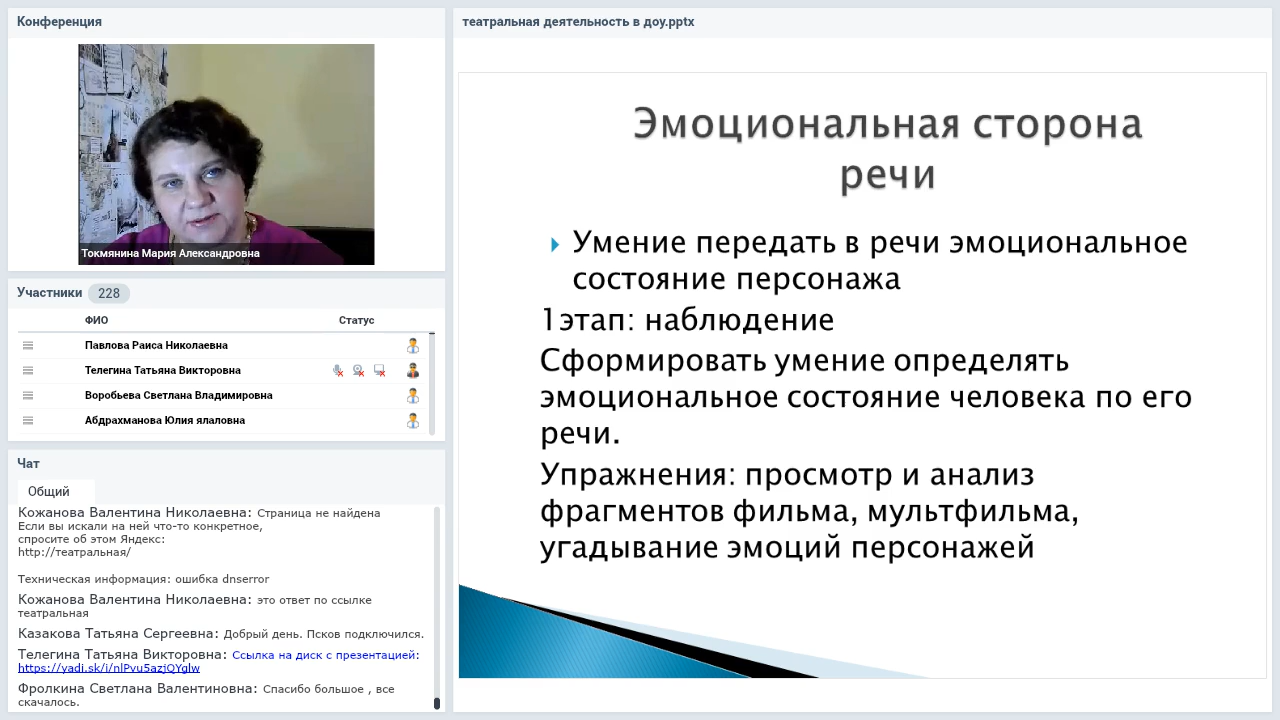 Конференция
Токмянина Мария Александровна
Участники 228
ФИО Статус
Павлова Раиса Николаевна
Телегина Татьяна Викторовна
Воробьева Светлана Владимировна
Абдрахманова Юлия ялаловна
Чат
Общий
Кожанова Валентина Николаевна: Страница не найдена
Если вы искали на ней что-то конкретное,
спросите об этом Яндекс:
http://театральная/
Техническая информация: ошибка dnserror
Кожанова Валентина Николаевна: это ответ по ссылке
театральная
Казакова Татьяна Сергеевна: Добрый день. Псков подключился.
Телегина Татьяна Викторовна: Ссылка на диск с презентацией:
https://yadi.sk/i/nlPvu5azjQYglw
Фролкина Светлана Валентиновна: Спасибо большое , все
скачалось.
театральная деятельность в доу.pptx
Эмоциональная сторона
речи
Умение передать в речи эмоциональное
состояние персонажа
1этап: наблюдение
Сформировать умение определять
эмоциональное состояние человека по его
речи.
Упражнения: просмотр и анализ
фрагментов фильма, мультфильма,
угадывание эмоций персонажей